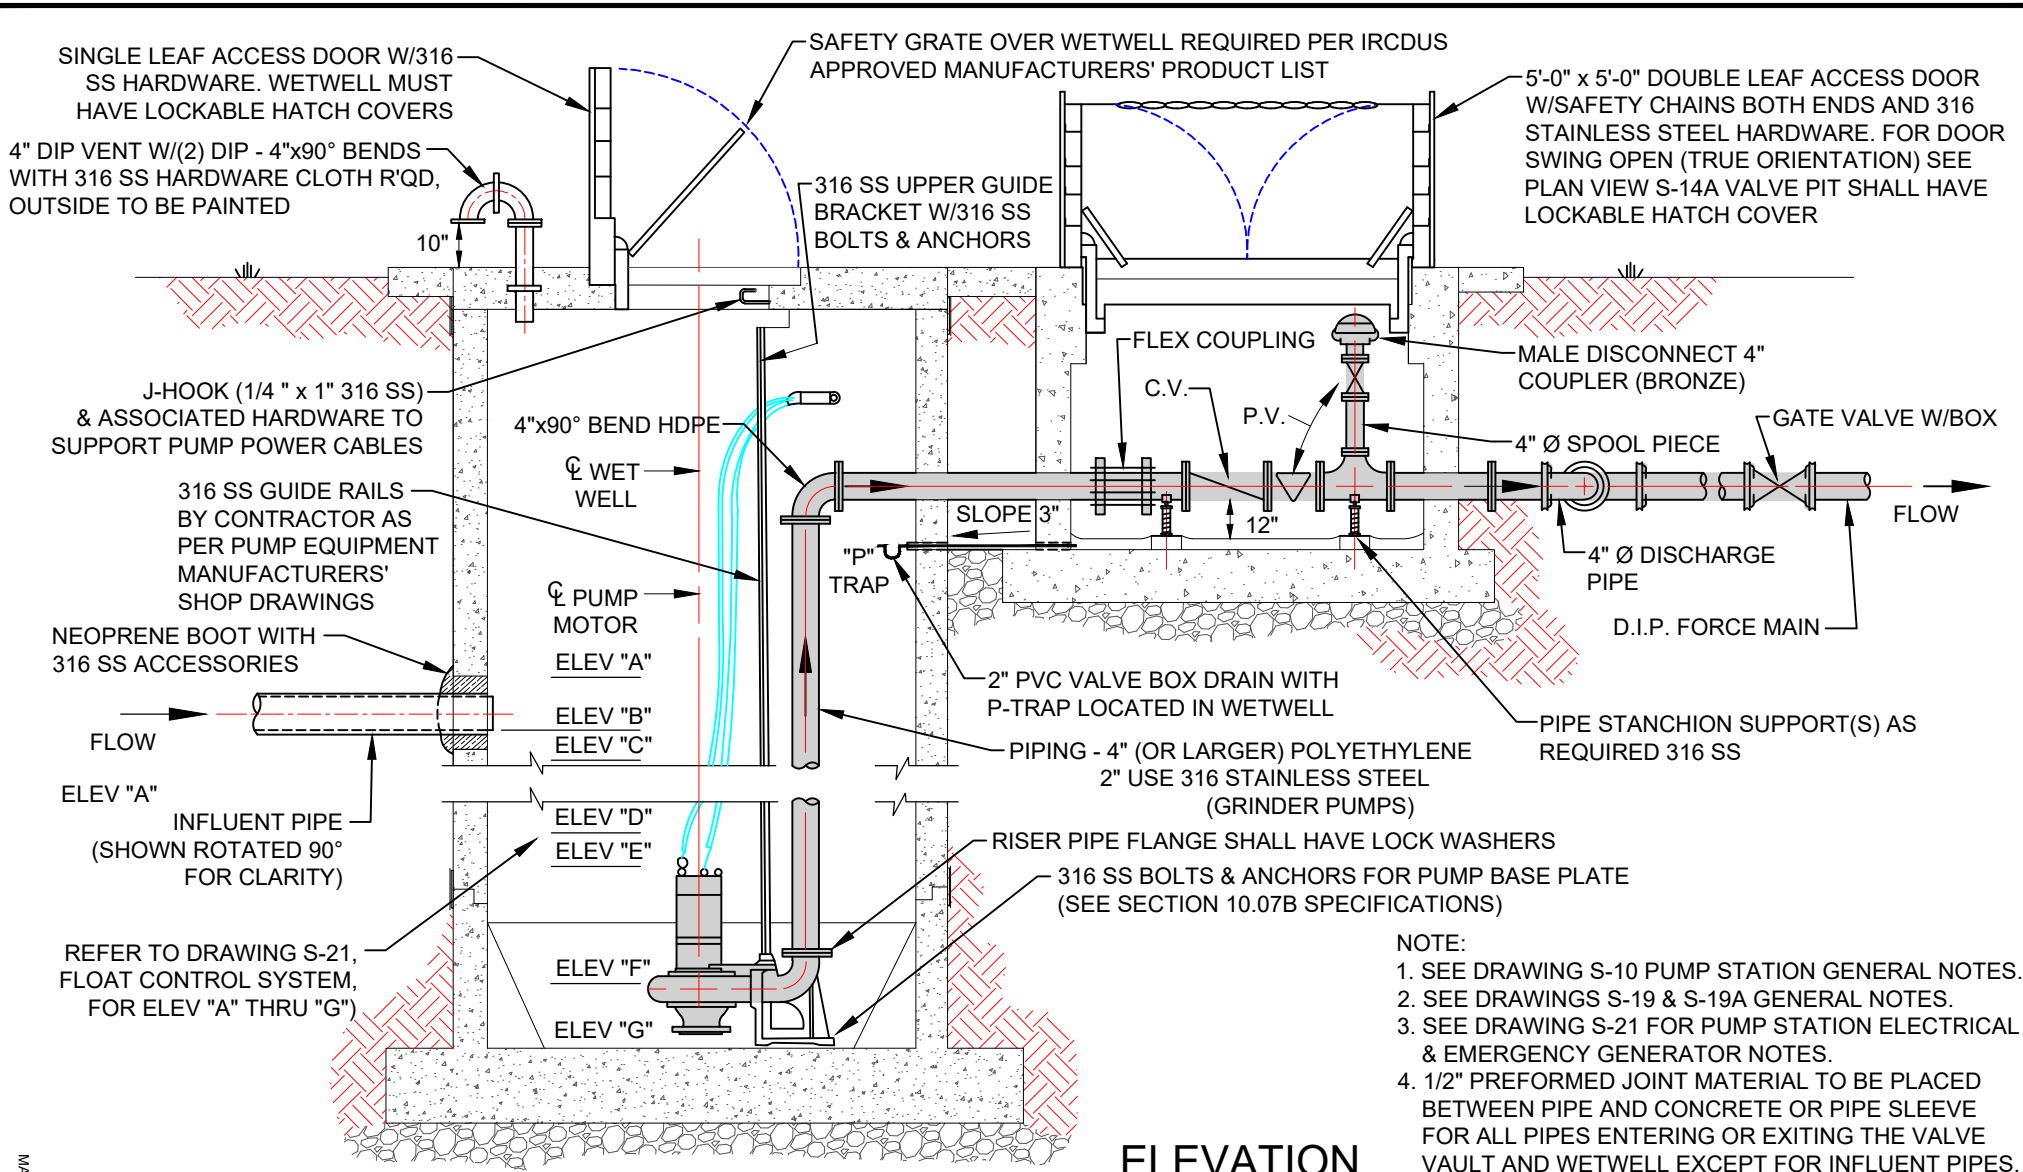 SINGLE LEAF ACCESS DOOR W/316
SS HARDWARE. WETWELL MUST
HAVE LOCKABLE HATCH COVERS
4" DIP VENT W/(2) DIP - 4"x90° BENDS
WITH 316 SS HARDWARE CLOTH R'QD,
OUTSIDE TO BE PAINTED
10"
SAFETY GRATE OVER WETWELL REQUIRED PER IRCDUS
APPROVED MANUFACTURERS' PRODUCT LIST
316 SS UPPER GUIDE
BRACKET W/316 SS
BOLTS & ANCHORS
5'-0" x 5'-0" DOUBLE LEAF ACCESS DOOR
W/SAFETY CHAINS BOTH ENDS AND 316
STAINLESS STEEL HARDWARE. FOR DOOR
SWING OPEN (TRUE ORIENTATION) SEE
PLAN VIEW S-14A VALVE PIT SHALL HAVE
LOCKABLE HATCH COVER
J-HOOK (1/4 " x 1" 316 SS)
& ASSOCIATED HARDWARE TO
SUPPORT PUMP POWER CABLES
4"x90° BEND HDPE
℄ WET
WELL
FLEX COUPLING
C.V.
P.V.
MALE DISCONNECT 4"
COUPLER (BRONZE)
4" Ø SPOOL PIECE
GATE VALVE W/BOX
FLOW
316 SS GUIDE RAILS
BY CONTRACTOR AS
PER PUMP EQUIPMENT
MANUFACTURERS'
SHOP DRAWINGS
SLOPE 3"
12"
"P"
TRAP
4" Ø DISCHARGE
PIPE
D.I.P. FORCE MAIN
℄ PUMP
MOTOR
NEOPRENE BOOT WITH
316 SS ACCESSORIES
ELEV "A"
ELEV "B"
ELEV "C"
FLOW
2" PVC VALVE BOX DRAIN WITH
P-TRAP LOCATED IN WETWELL
PIPE STANCHION SUPPORT(S) AS
REQUIRED 316 SS
PIPING - 4" (OR LARGER) POLYETHYLENE
2" USE 316 STAINLESS STEEL
(GRINDER PUMPS)
ELEV "A"
INFLUENT PIPE
(SHOWN ROTATED 90°
FOR CLARITY)
ELEV "D"
ELEV "E"
RISER PIPE FLANGE SHALL HAVE LOCK WASHERS
316 SS BOLTS & ANCHORS FOR PUMP BASE PLATE
(SEE SECTION 10.07B SPECIFICATIONS)
REFER TO DRAWING S-21,
FLOAT CONTROL SYSTEM,
FOR ELEV "A" THRU "G")
ELEV "F"
ELEV "G"
NOTE:
1. SEE DRAWING S-10 PUMP STATION GENERAL NOTES.
2. SEE DRAWINGS S-19 & S-19A GENERAL NOTES.
3. SEE DRAWING S-21 FOR PUMP STATION ELECTRICAL
& EMERGENCY GENERATOR NOTES.
4. 1/2" PREFORMED JOINT MATERIAL TO BE PLACED
BETWEEN PIPE AND CONCRETE OR PIPE SLEEVE
FOR ALL PIPES ENTERING OR EXITING THE VALVE
VAULT AND WETWELL EXCEPT FOR INFLUENT PIPES.
ELEVATION